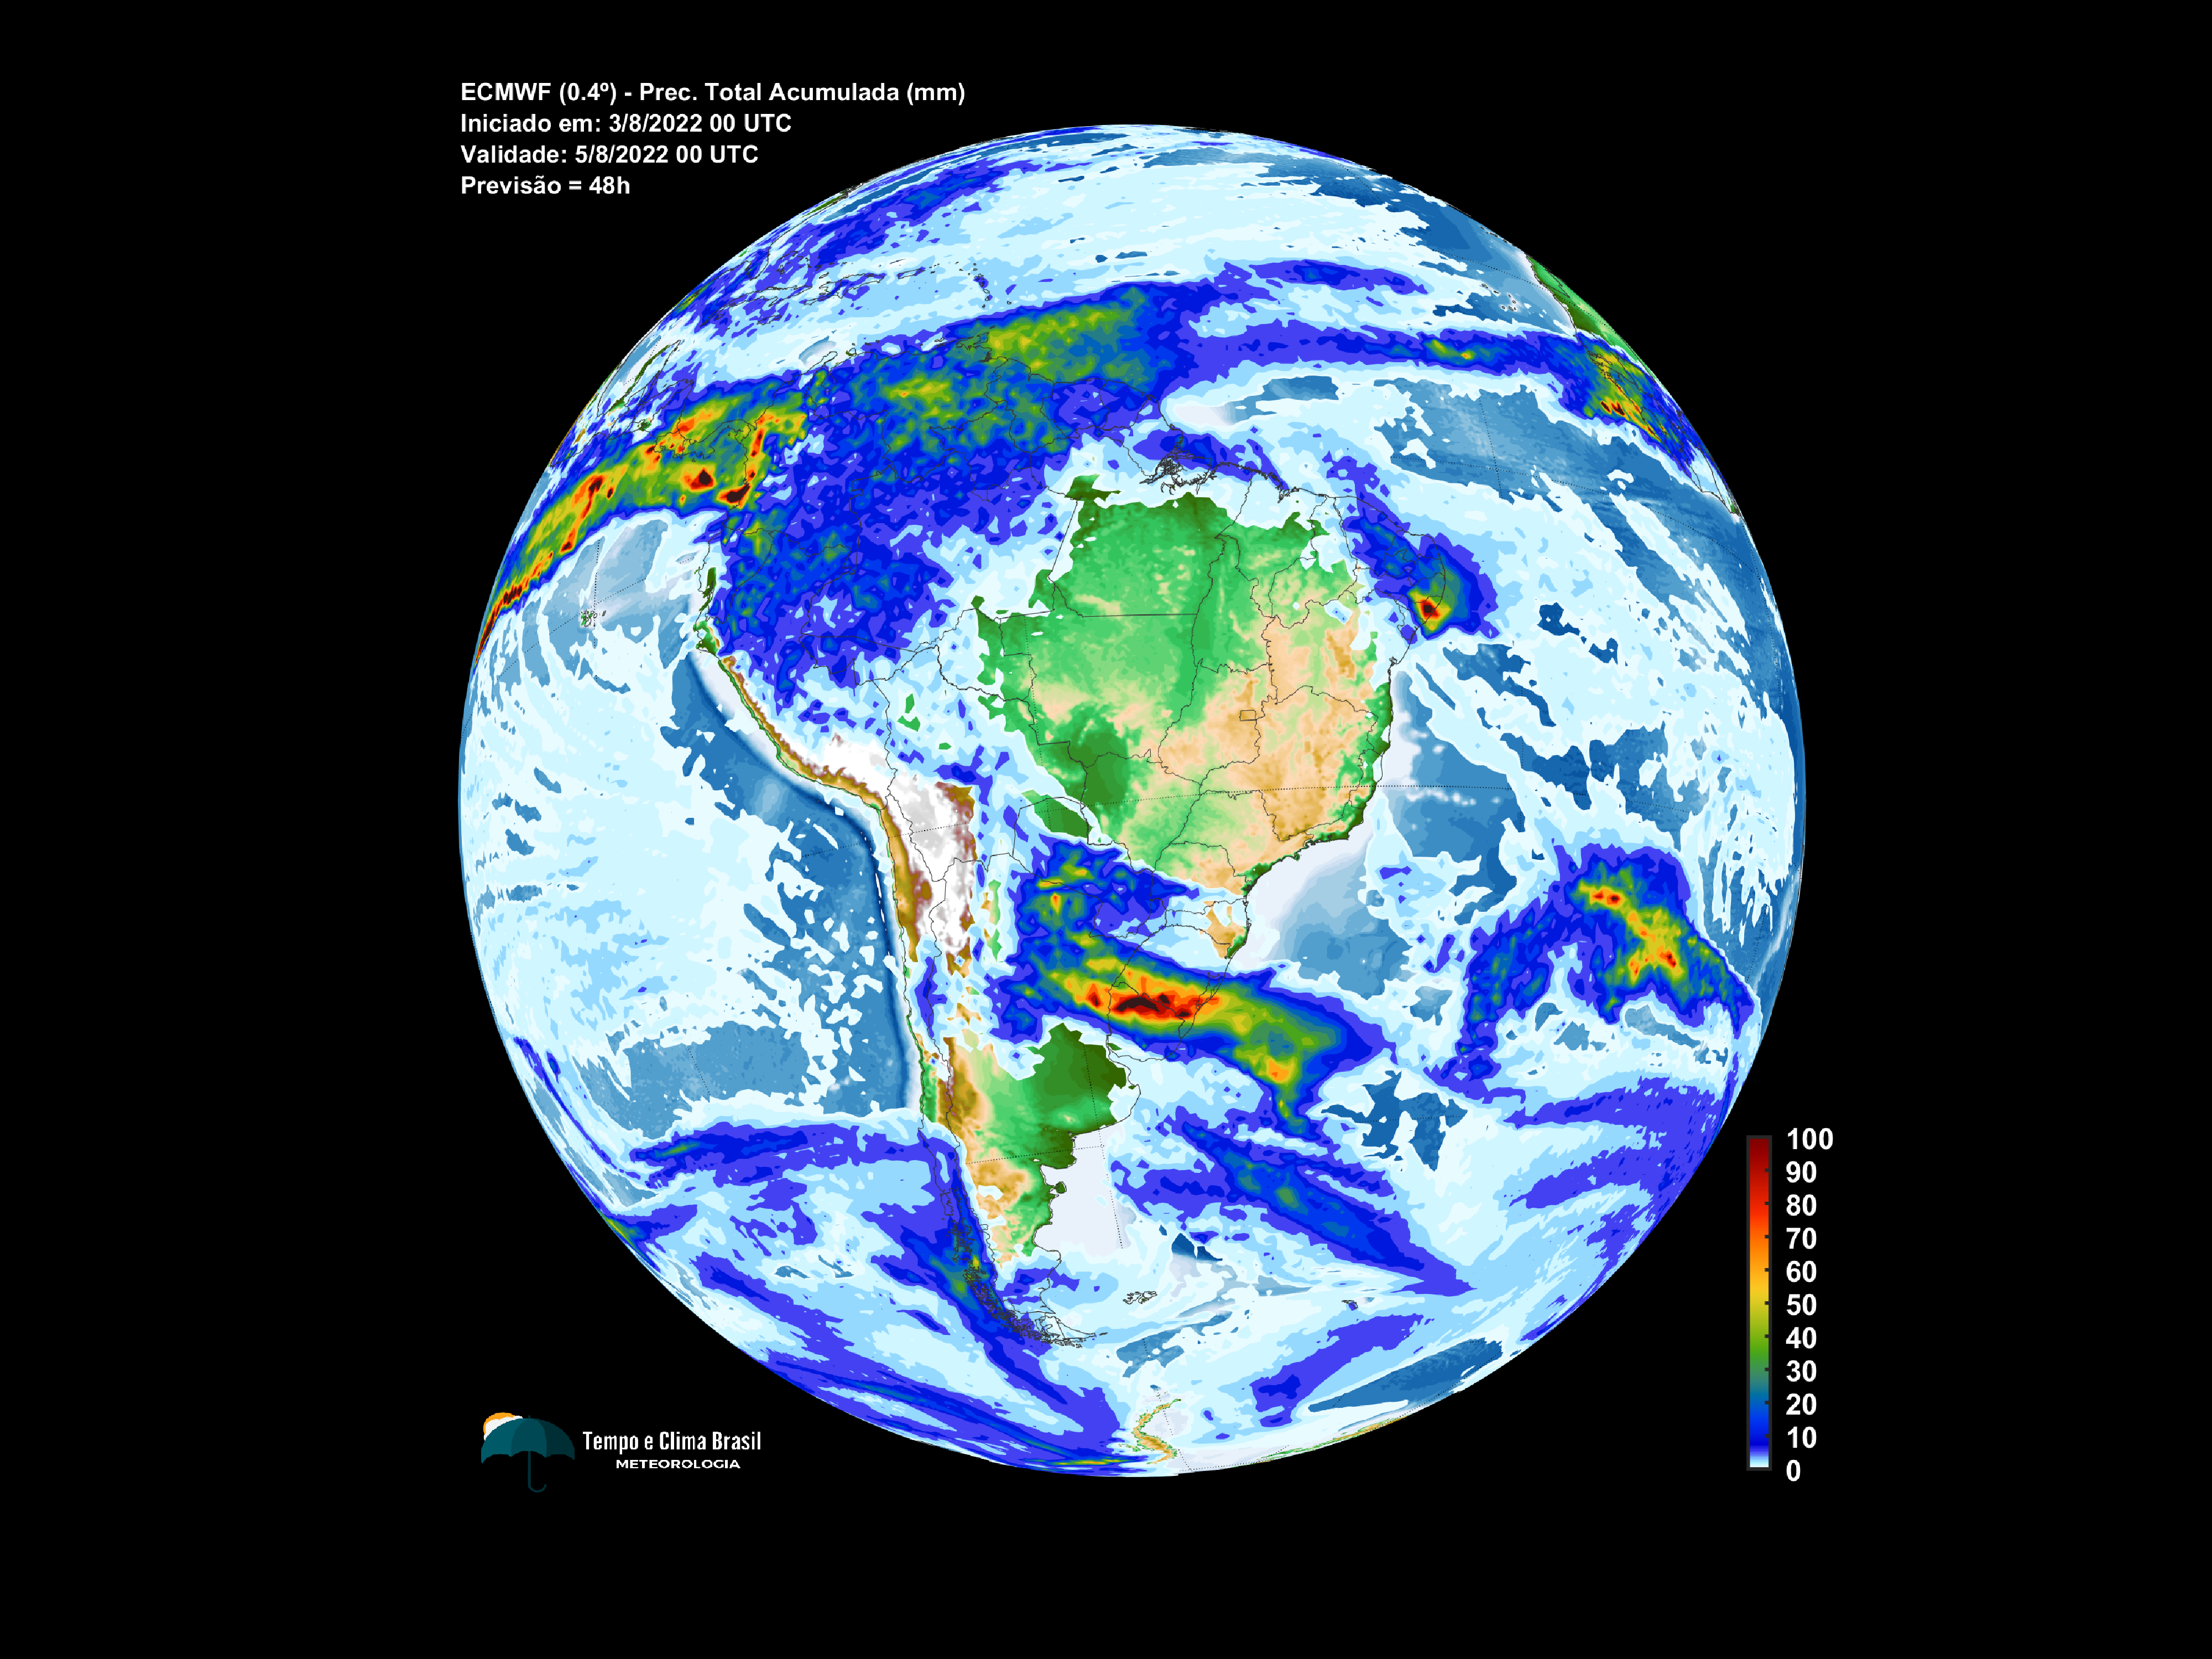 ECMWF (0.4º) - Prec. Total Acumulada (mm)
Iniciado em: 3/8/2022 00 UTC
Validade: 5/8/2022 00 UTC
Previsão = 48h
100
90
80
70
60
50
40
30
20
10
0
Tempo e Clima Brasil
METEOROLOGIA